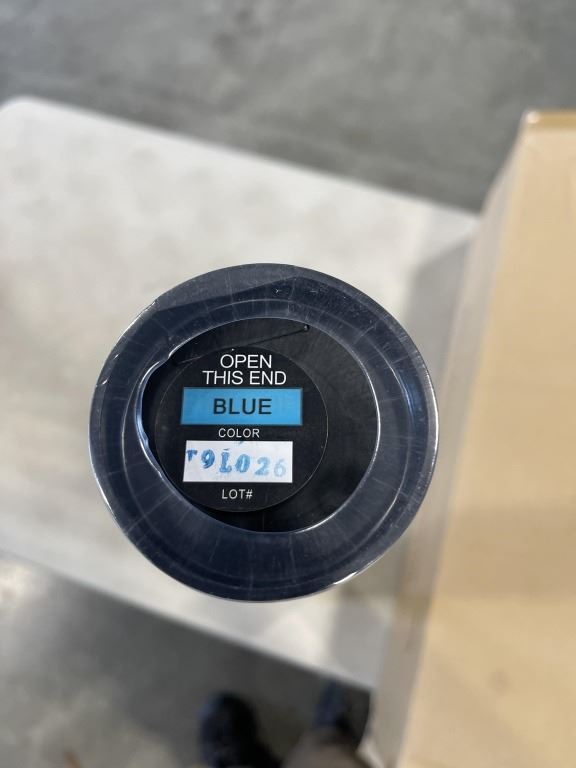 OPEN
THIS END
BLUE
COLOR
T91026
LOT#